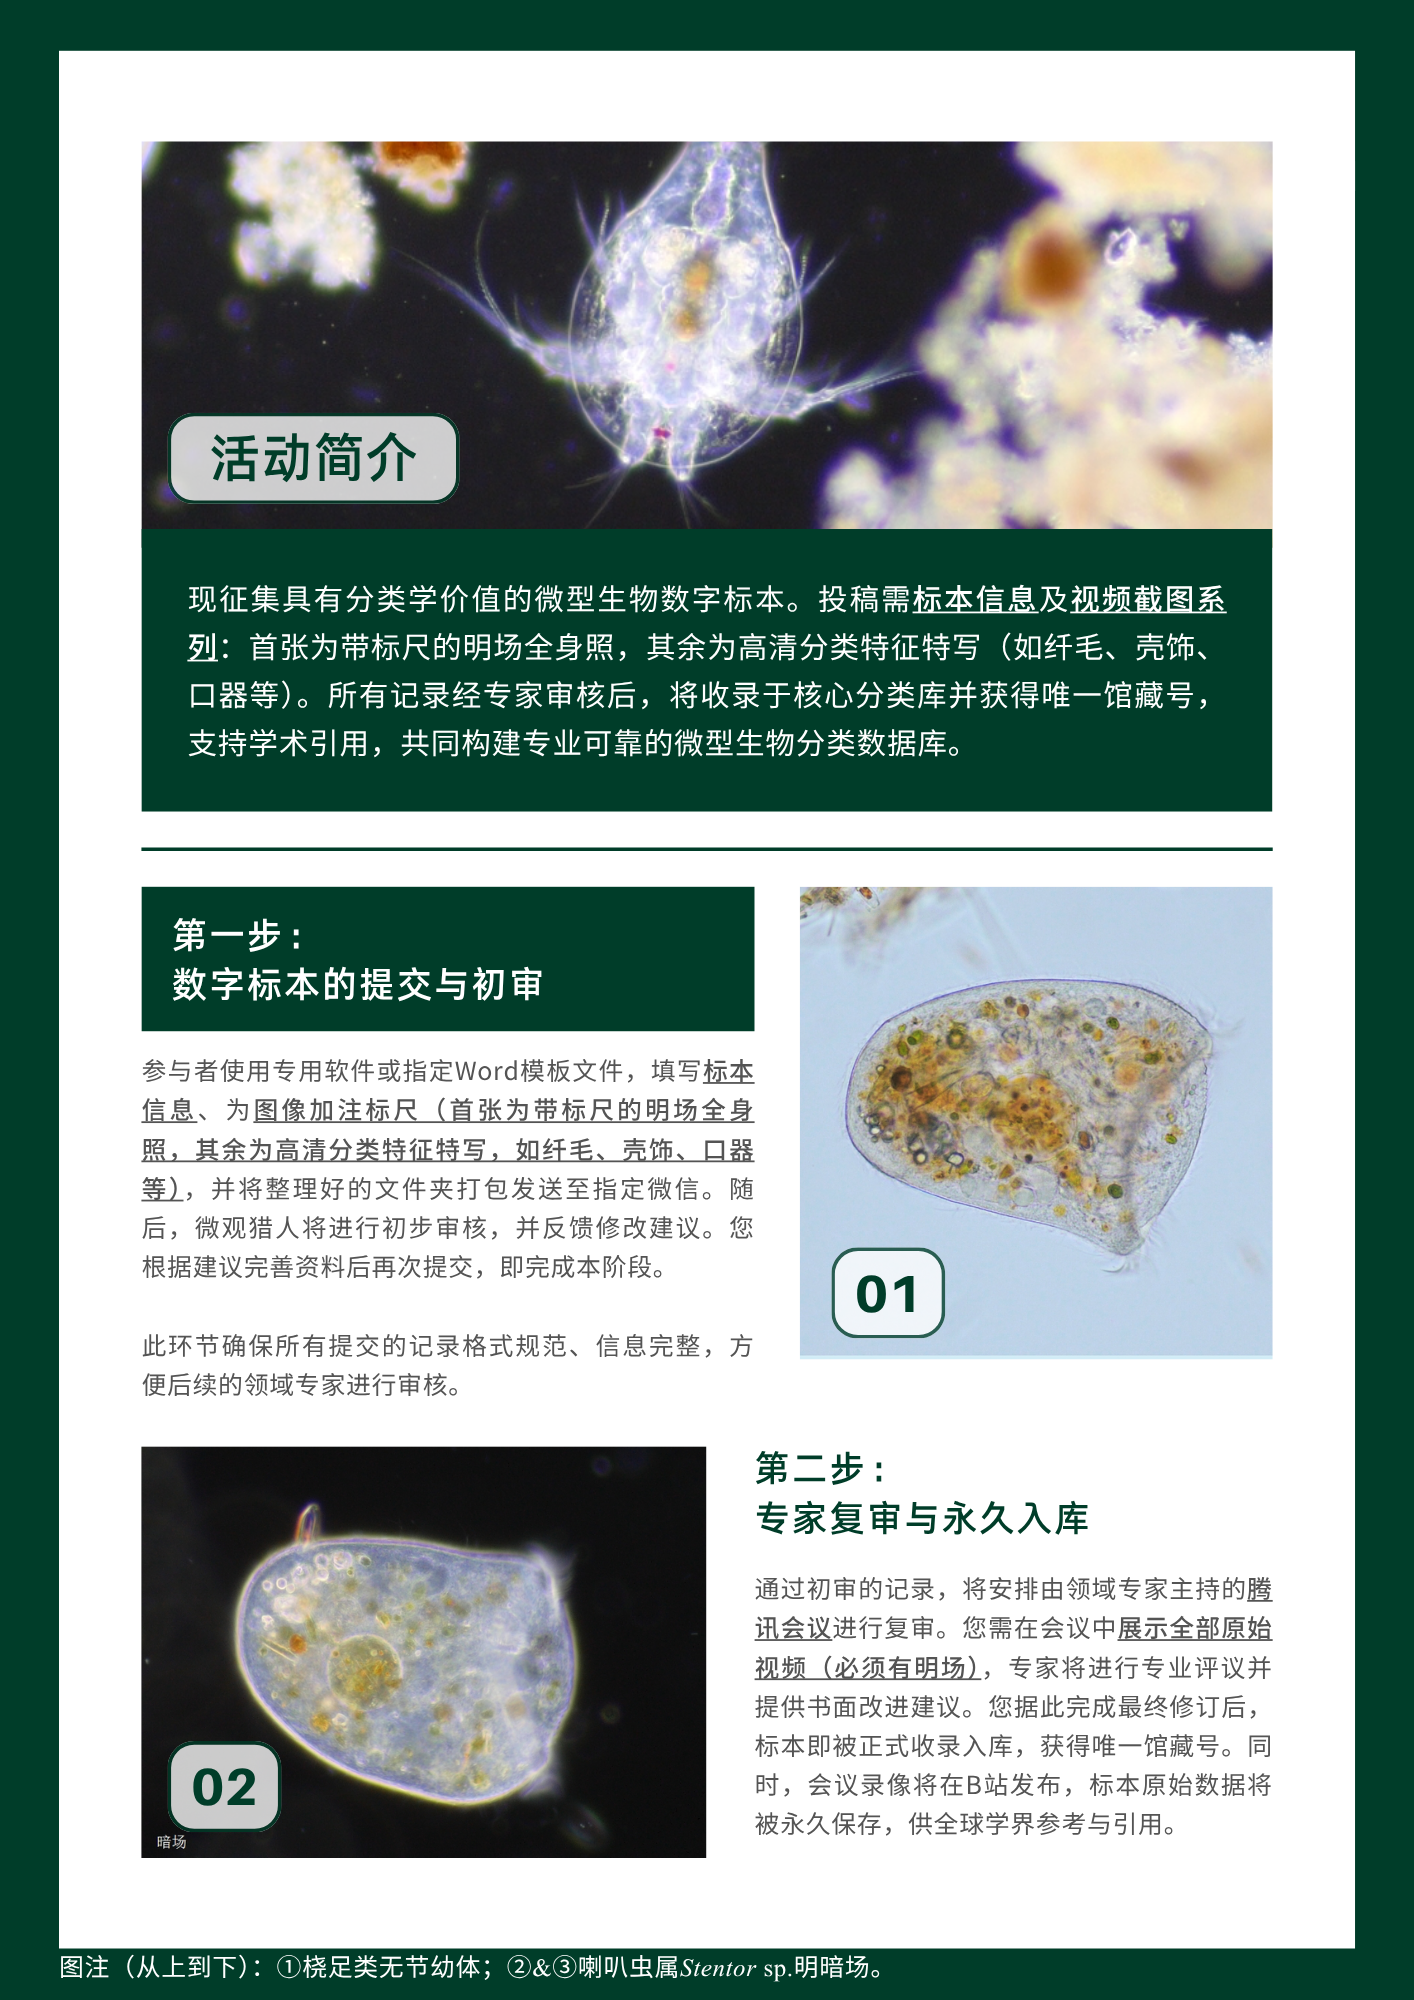 活动简介
现征集具有分类学价值的微型生物数字标本。投稿需标本信息及视频截图系
列：首张为带标尺的明场全身照，其余为高清分类特征特写（如纤毛、壳饰、
口器等）。所有记录经专家审核后，将收录于核心分类库并获得唯一馆藏号，
支持学术引用，共同构建专业可靠的微型生物分类数据库。
第一步：
数字标本的提交与初审
参与者使用专用软件或指定Word模板文件，填写标本
信息、为图像加注标尺（首张为带标尺的明场全身
照，其余为高清分类特征特写，如纤毛、壳饰、口器
等），并将整理好的文件夹打包发送至指定微信。随
后，微观猎人将进行初步审核，并反馈修改建议。您
根据建议完善资料后再次提交，即完成本阶段。
此环节确保所有提交的记录格式规范、信息完整，方
便后续的领域专家进行审核。
01
02
暗场
第二步：
专家复审与永久入库
通过初审的记录，将安排由领域专家主持的腾
讯会议进行复审。您需在会议中展示全部原始
视频（必须有明场），专家将进行专业评议并
提供书面改进建议。您据此完成最终修订后，
标本即被正式收录入库，获得唯一馆藏号。同
时，会议录像将在B站发布，标本原始数据将
被永久保存，供全球学界参考与引用。
图注（从上到下）：①桡足类无节幼体；②&③喇叭虫属Stentor sp.明暗场。